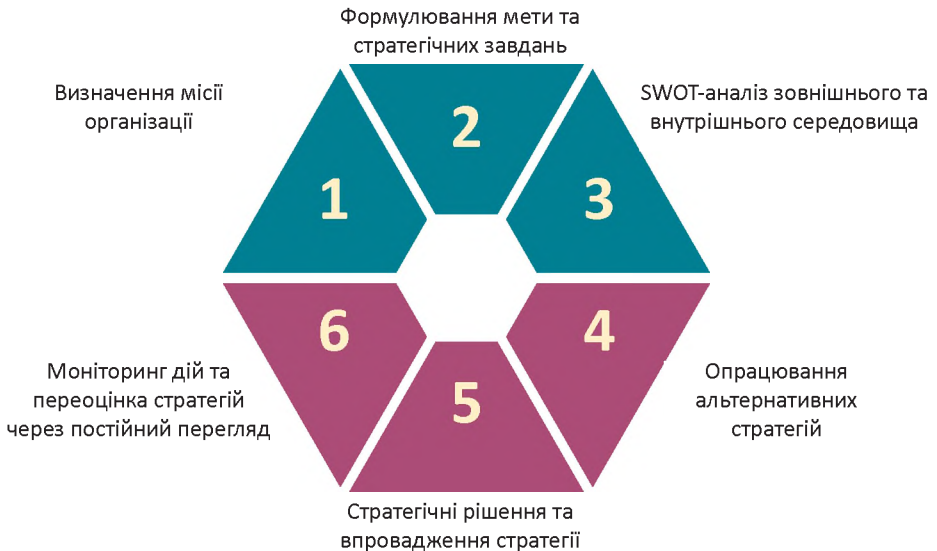 Формулювання мети та
стратегічних завдань
Визначення місії
організації
SWOT-аналіз зовнішнього та
внутрішнього середовища
2
1
3
6
4
5
Моніторинг дій та
переоцінка стратегій
через постійний перегляд
Опрацювання
альтернативних
стратегій
Стратегічні рішення та
впровадження стратегії